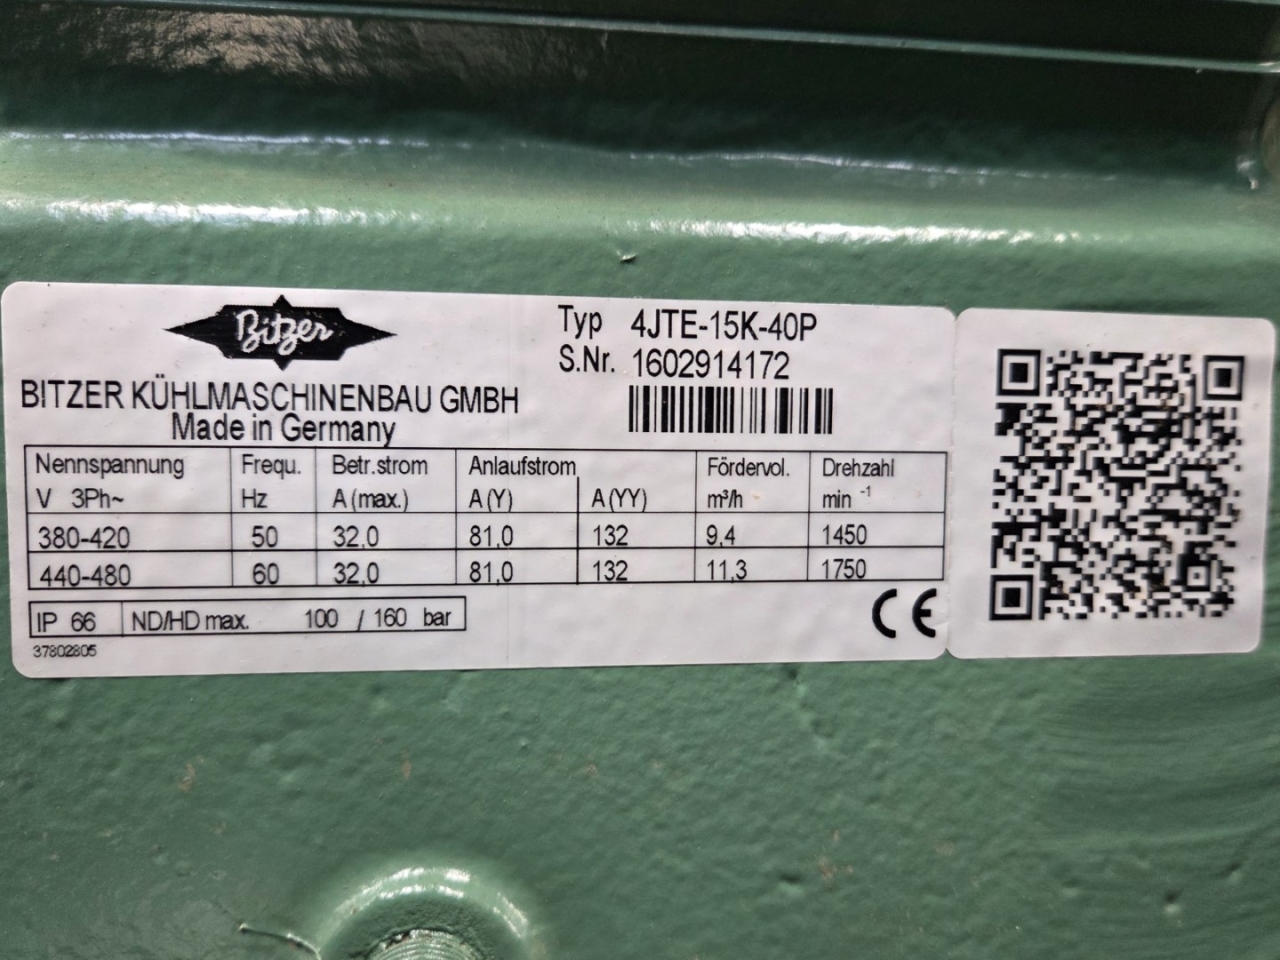 Bitzer
BITZER KÜHLMASCHINENBAU GMBH
Made in Germany
Typ 4JTE-15K-40P
S.Nr. 1602914172
Nennspannung Frequ. Betr.strom Anlaufstrom Fördervol. Drehzahl
V 3Ph~ Hz A (max.) A (Y) A (YY) m³/h min -1
380-420 50 32,0 81,0 132 9,4 1450
440-480 60 32,0 81,0 132 11,3 1750
IP 66 ND/HD max. 100 / 160 bar
CE
37802805